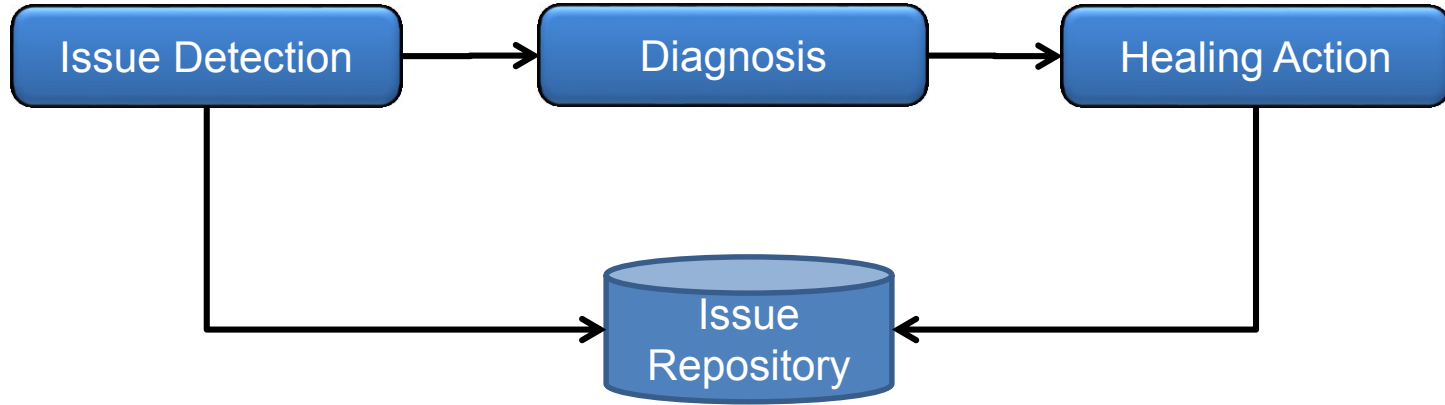 Issue Detection
Diagnosis
Healing Action
Issue
Repository